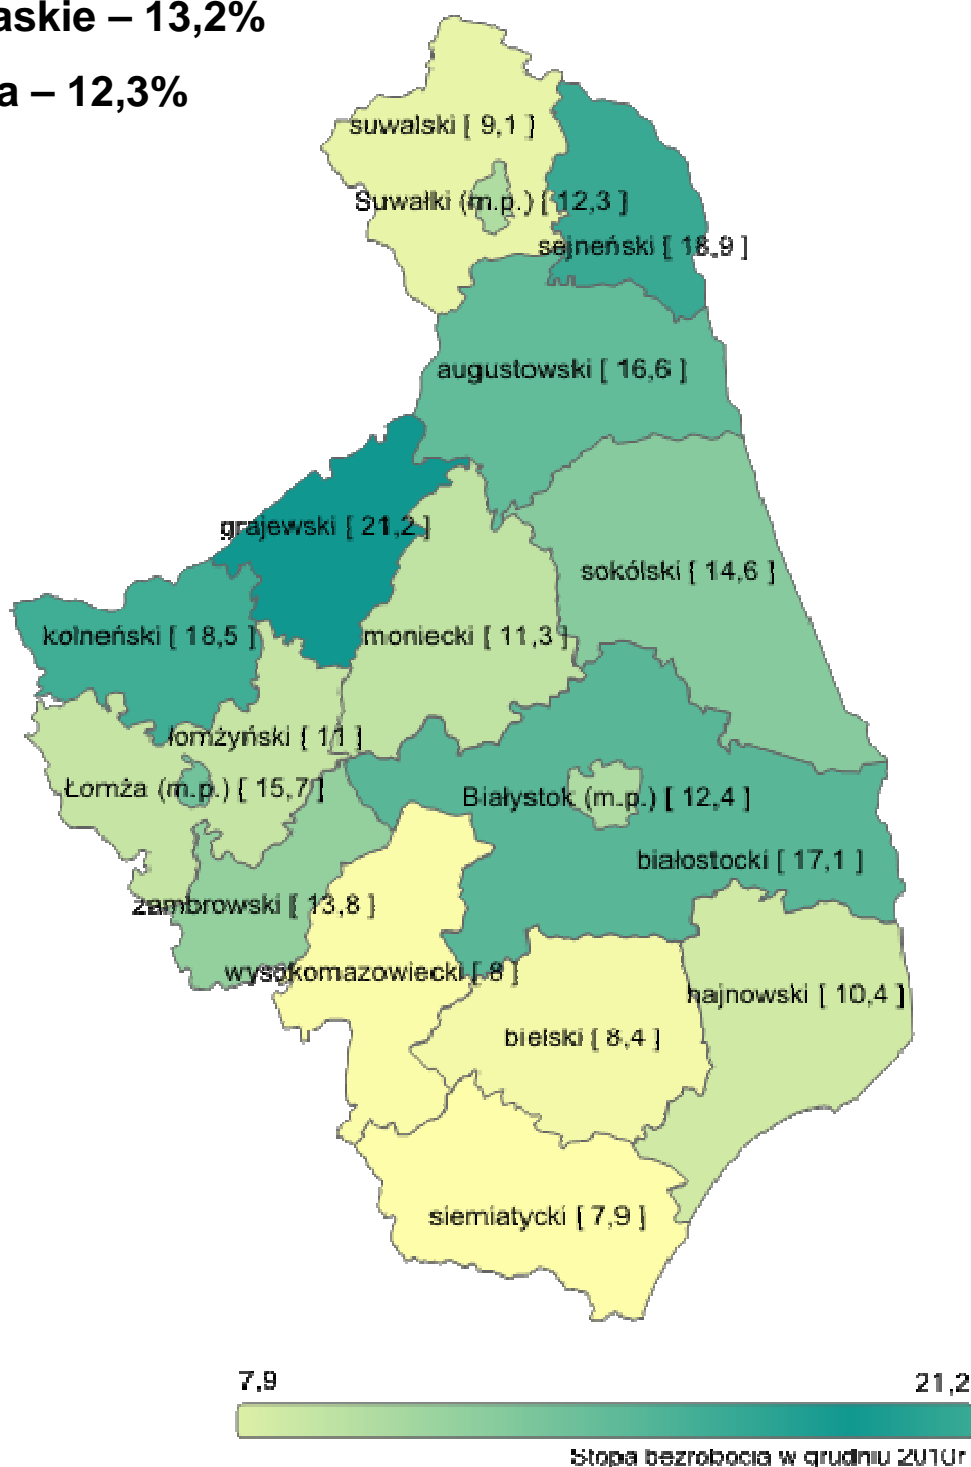 askie – 13,2%
a – 12,3%
suwalski [ 9,1 ]
Suwałki (m.p.) [ 12,3 ]
sejneński [ 18,9 ]
augustowski [ 16,6 ]
grajewski [ 21,2 ]
sokólski [ 14,6 ]
kolneński [ 18,5 ]
moniecki [ 11,3 ]
łomżyński [ 11 ]
Łomża (m.p.) [ 15,7 ]
Białystok (m.p.) [ 12,4 ]
białostocki [ 17,1 ]
zambrowski [ 13,8 ]
wysokomazowiecki [ 8 ]
hajnowski [ 10,4 ]
bielski [ 8,4 ]
siemiatycki [ 7,9 ]
7,9 21,2
Stopa bezrobocia w grudniu 2010r